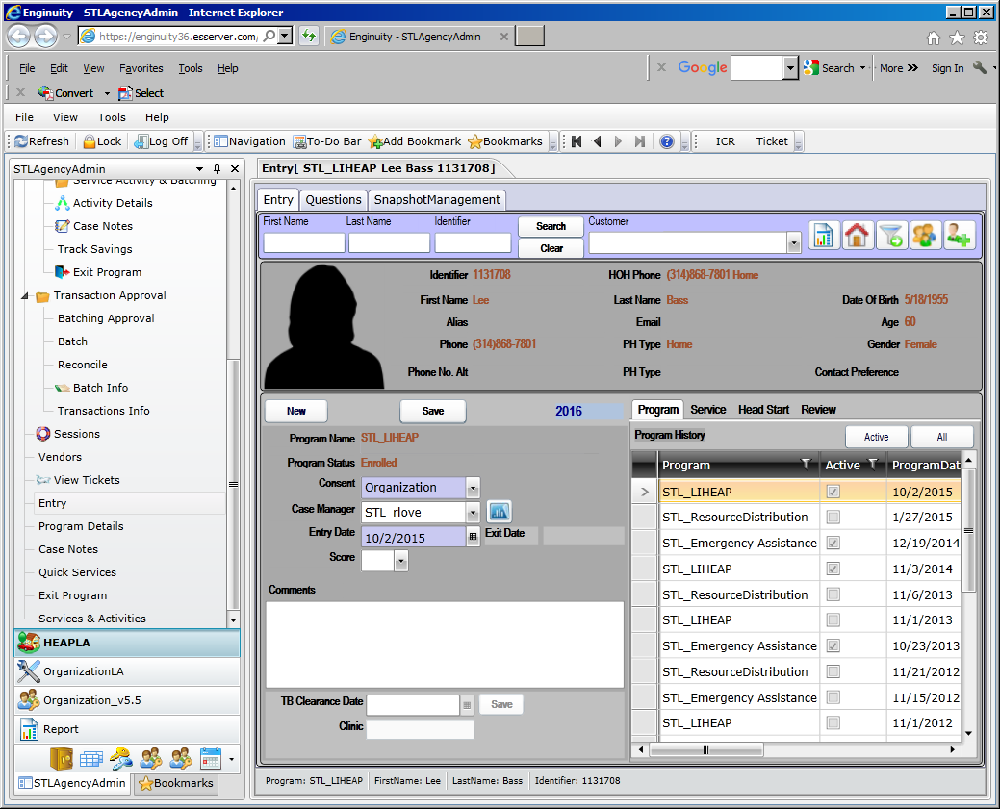 Enginuity - STLAgencyAdmin - Internet Explorer
https://enginuity36.esserver.com/
Enginuity - STLAgencyAdmin
File Edit View Favorites Tools Help
Google Search More Sign In
Convert Select
File View Tools Help
Refresh Lock Log Off Navigation To-Do Bar Add Bookmark Bookmarks ICR Ticket
STLAgencyAdmin
Service Activity & Batching
Activity Details
Case Notes
Track Savings
Exit Program
Transaction Approval
Batching Approval
Batch
Reconcile
Batch Info
Transactions Info
Sessions
Vendors
View Tickets
Entry
Program Details
Case Notes
Quick Services
Exit Program
Services & Activities
HEAPLA
OrganizationLA
Organization_v5.5
Report
STLAgencyAdmin Bookmarks
Entry[ STL_LIHEAP Lee Bass 1131708]
Entry Questions SnapshotManagement
First Name Last Name Identifier Search Customer
Clear
Identifier 1131708 HOH Phone (314)868-7801 Home
First Name Lee Last Name Bass Date Of Birth 5/18/1955
Alias Email Age 60
Phone (314)868-7801 PH Type Home Gender Female
Phone No. Alt PH Type Contact Preference
New Save 2016
Program Name STL_LIHEAP
Program Status Enrolled
Consent Organization
Case Manager STL_rlove
Entry Date 10/2/2015 Exit Date
Score
Comments
TB Clearance Date Save
Clinic
Program Service Head Start Review
Program History Active All
Program Active ProgramDat
STL_LIHEAP 10/2/2015
STL_ResourceDistribution 1/27/2015
STL_Emergency Assistance 12/19/2014
STL_LIHEAP 11/3/2014
STL_ResourceDistribution 11/6/2013
STL_LIHEAP 11/1/2013
STL_Emergency Assistance 10/23/2013
STL_ResourceDistribution 11/21/2012
STL_Emergency Assistance 11/15/2012
STL_LIHEAP 11/1/2012
Program: STL_LIHEAP FirstName: Lee LastName: Bass Identifier: 1131708